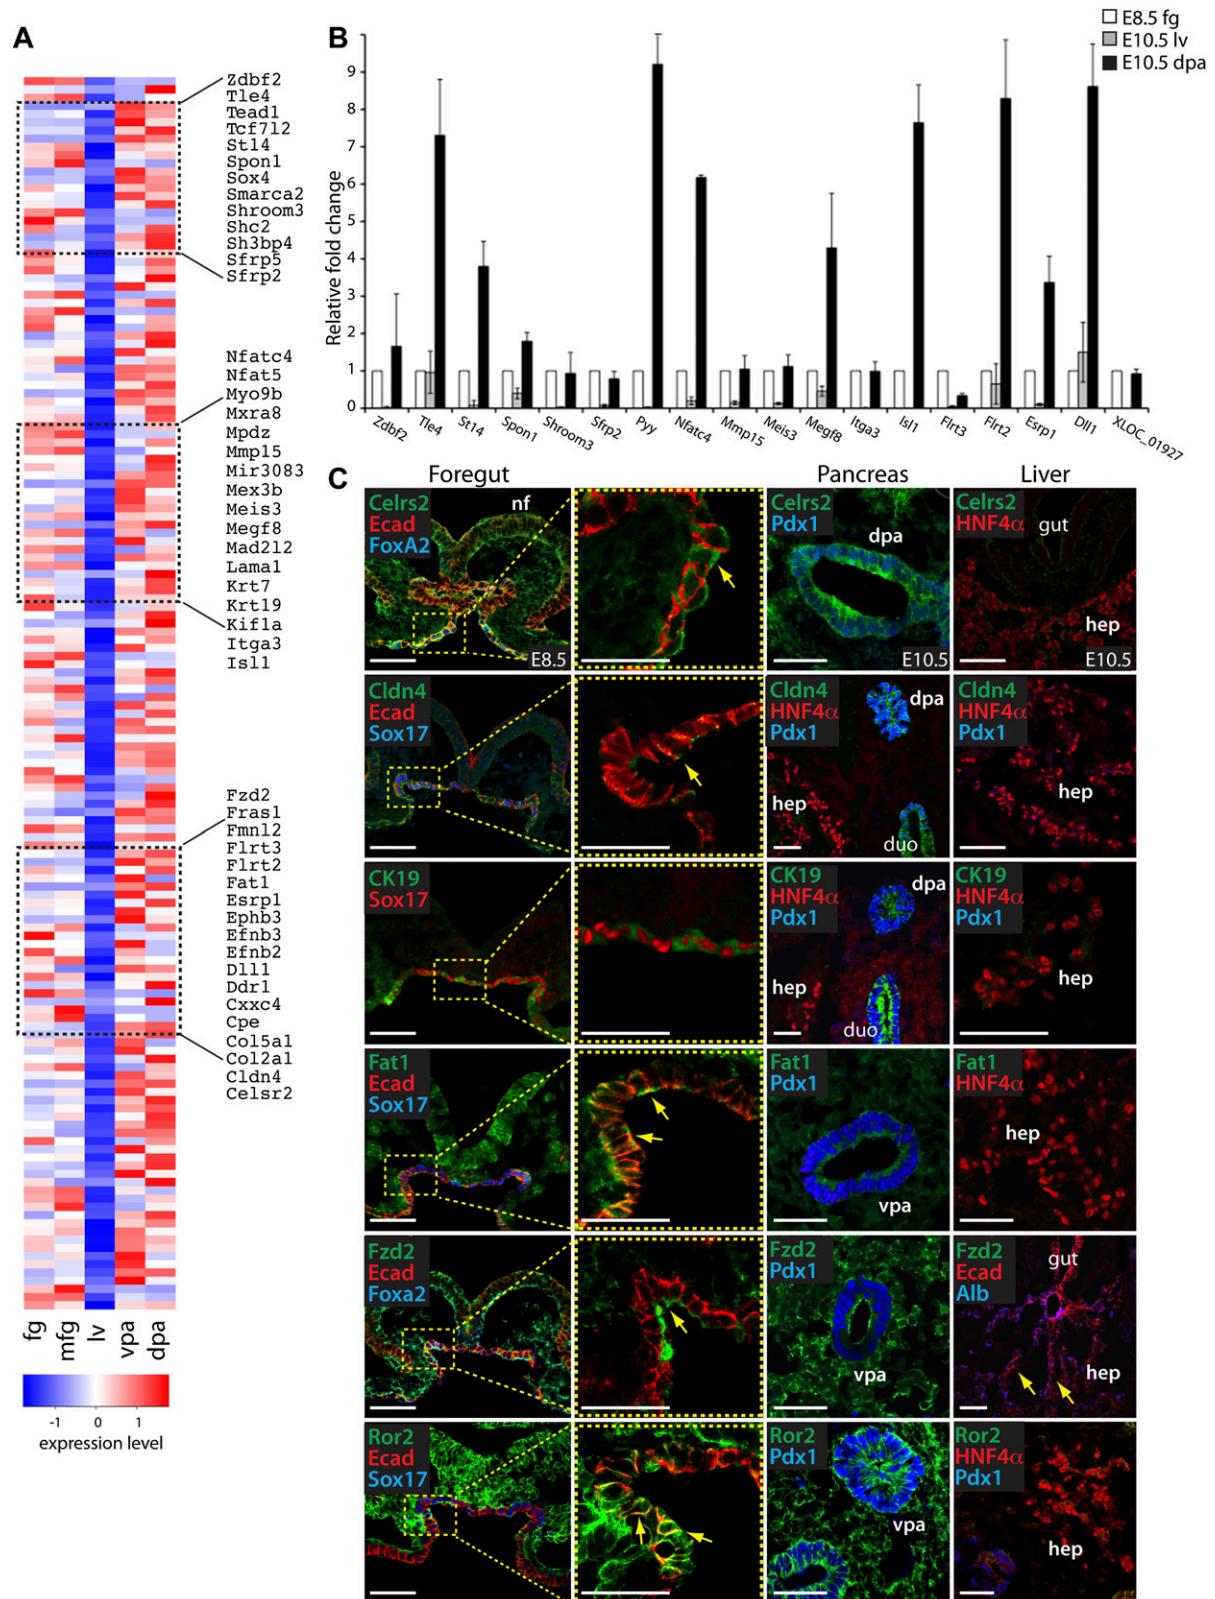 A
Zdbf2
Tle4
Tead1
Tcf7l2
St14
Spon1
Sox4
Smarca2
Shroom3
Shc2
Sh3bp4
Sfrp5
Sfrp2
Nfatc4
Nfat5
Myo9b
Mxra8
Mpdz
Mmp15
Mir3083
Mex3b
Meis3
Megf8
Mad2l2
Lama1
Krt7
Krt19
Kif1a
Itga3
Isl1
Fzd2
Fras1
Fmnl2
Flrt3
Flrt2
Fat1
Esrp1
Ephb3
Efnb3
Efnb2
Dll1
Ddr1
Cxxc4
Cpe
Col5a1
Col2a1
Cldn4
Celsr2
fg mfg lv vpa dpa
-1 0 1
expression level
B
E8.5 fg
E10.5 lv
E10.5 dpa
Relative fold change
9
8
7
6
5
4
3
2
1
0
Zdbf2 Tle4 St14 Spon1 Shroom3 Sfrp2 Pyy Nfatc4 Mmp15 Meis3 Megf8 Itga3 Isl1 Flrt3 Flrt2 Esrp1 Dll1 XLOC_01927
C
Foregut Pancreas Liver
Celrs2
Ecad
FoxA2
nf
E8.5
Celrs2
Pdx1
dpa
E10.5
Celrs2
HNF4α
gut
hep
E10.5
Cldn4
Ecad
Sox17
Cldn4
HNF4α
Pdx1
dpa
hep
duo
Cldn4
HNF4α
Pdx1
hep
CK19
Sox17
CK19
HNF4α
Pdx1
dpa
hep
duo
CK19
HNF4α
Pdx1
hep
Fat1
Ecad
Sox17
Fat1
Pdx1
vpa
Fat1
HNF4α
hep
Fzd2
Ecad
Foxa2
Fzd2
Pdx1
vpa
Fzd2
Ecad
Alb
gut
hep
Ror2
Ecad
Sox17
Ror2
Pdx1
vpa
Ror2
HNF4α
Pdx1
hep